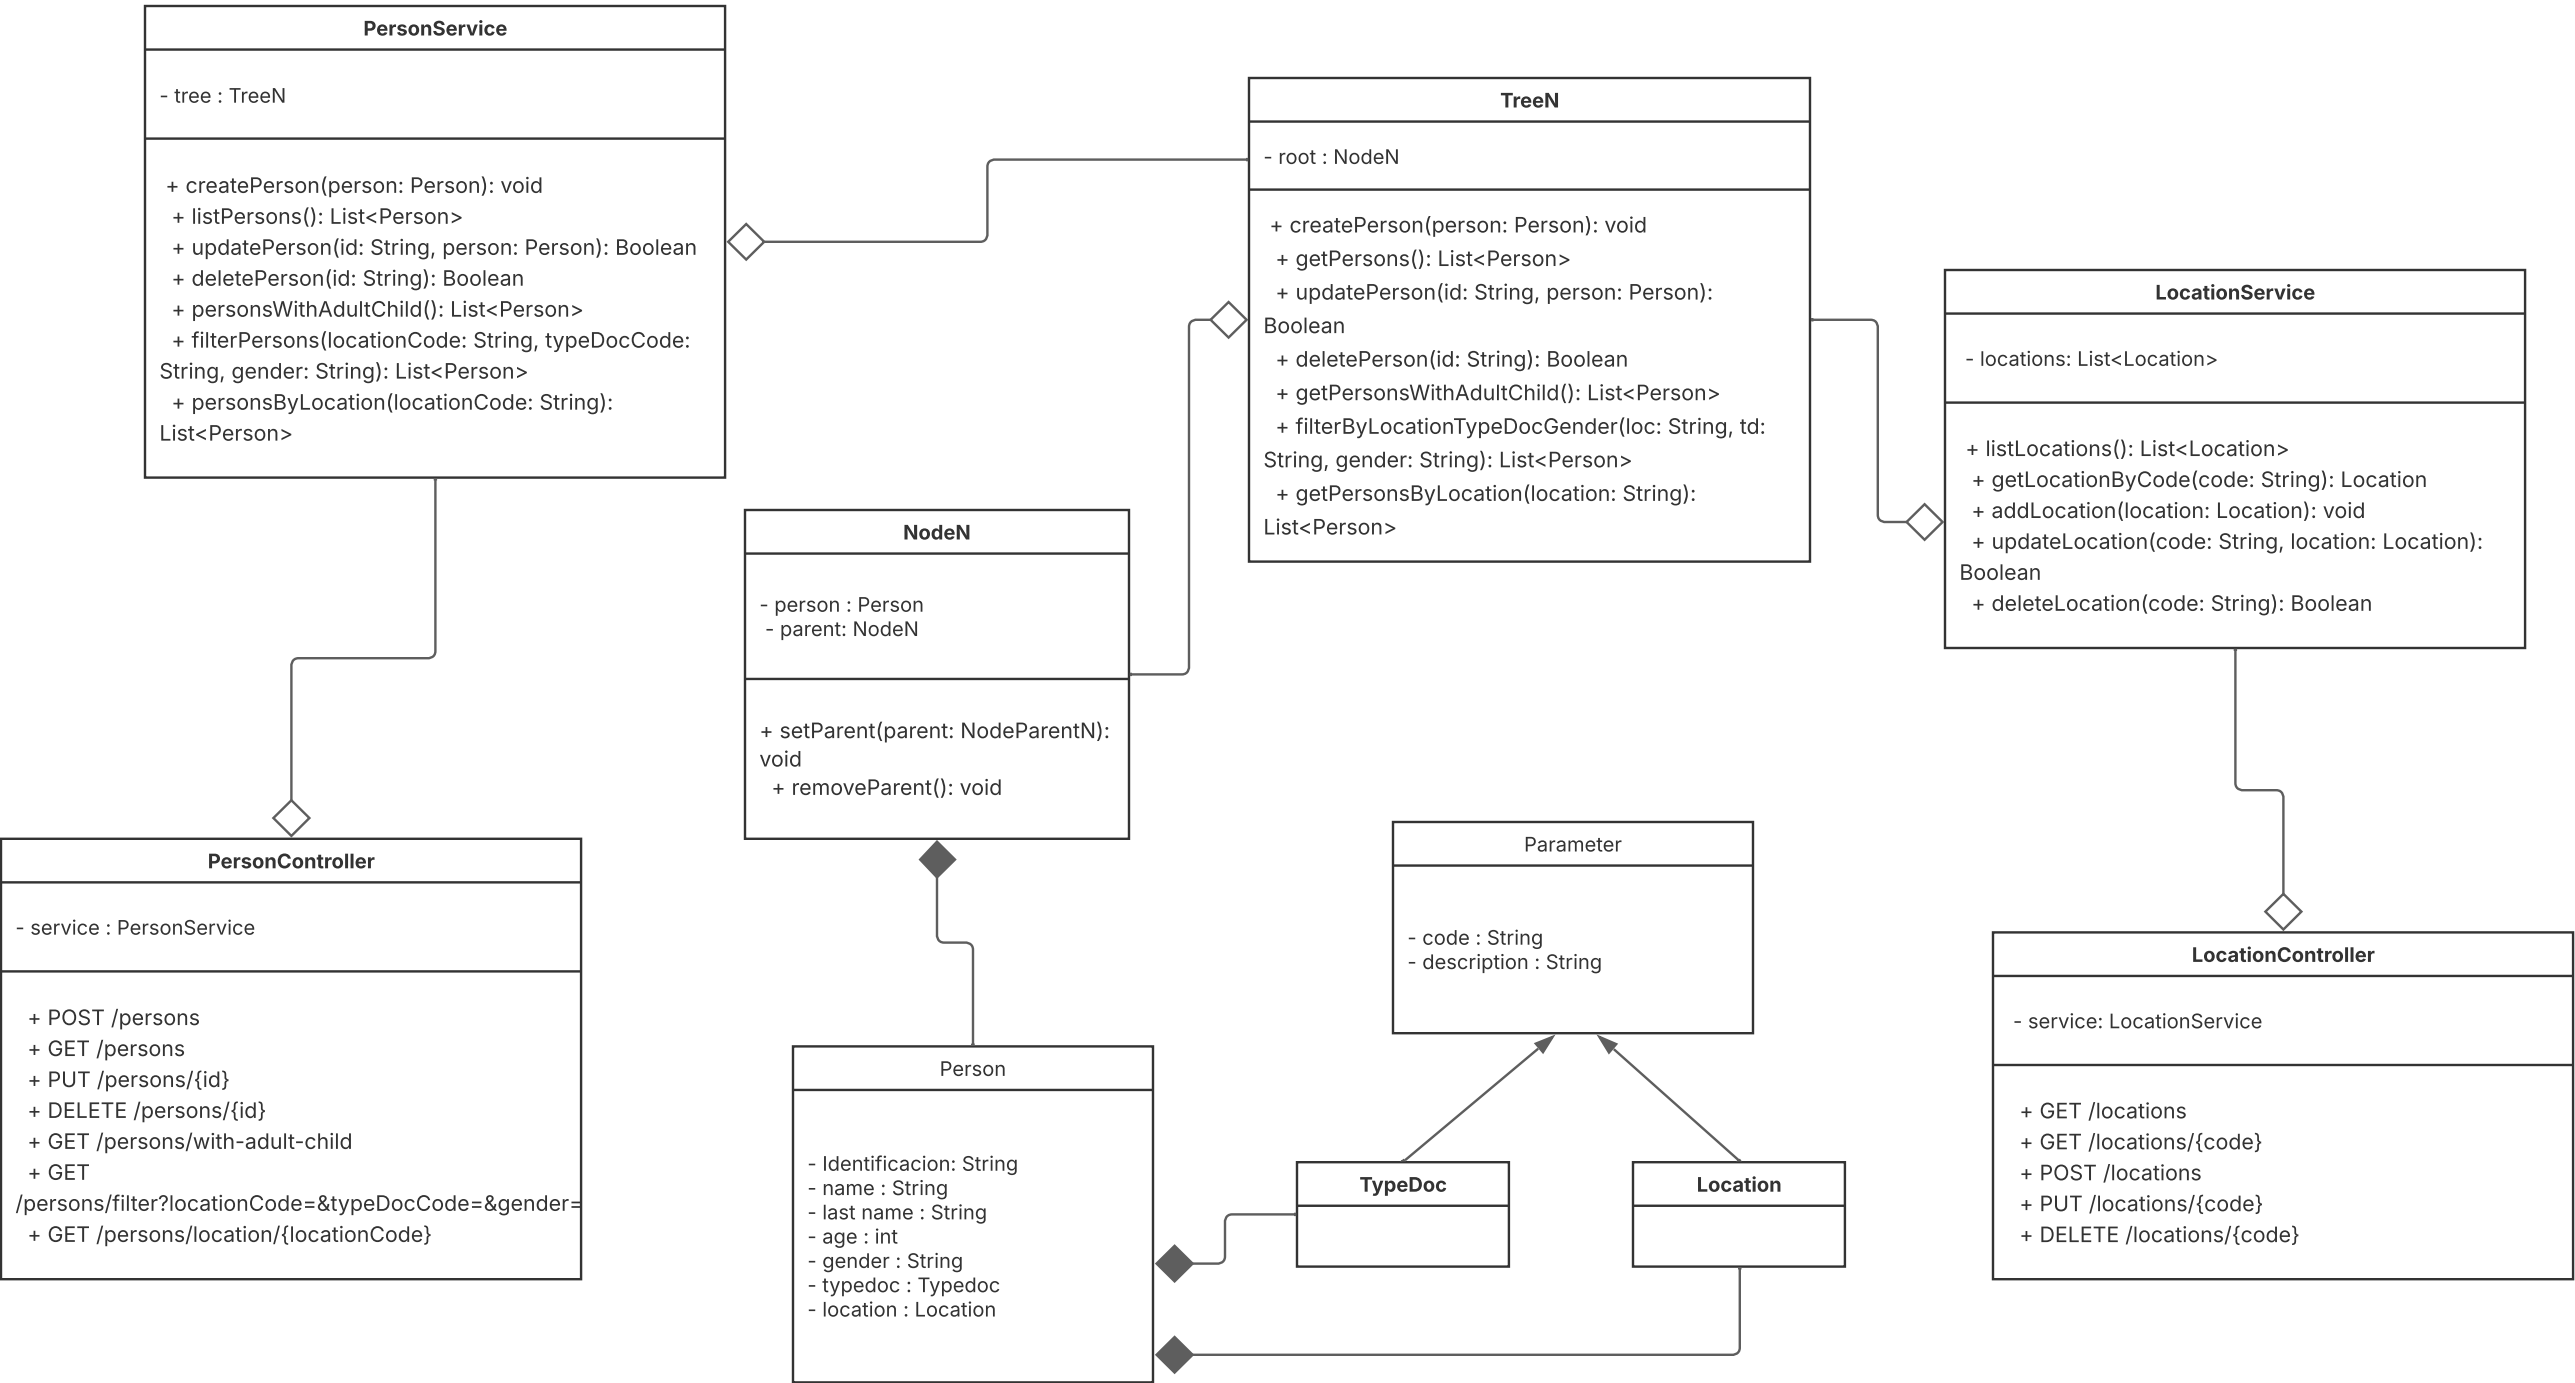 PersonService
- tree : TreeN
+ createPerson(person: Person): void
+ listPersons(): List<Person>
+ updatePerson(id: String, person: Person): Boolean
+ deletePerson(id: String): Boolean
+ personsWithAdultChild(): List<Person>
+ filterPersons(locationCode: String, typeDocCode:
String, gender: String): List<Person>
+ personsByLocation(locationCode: String):
List<Person>
TreeN
- root : NodeN
+ createPerson(person: Person): void
+ getPersons(): List<Person>
+ updatePerson(id: String, person: Person):
Boolean
+ deletePerson(id: String): Boolean
+ getPersonsWithAdultChild(): List<Person>
+ filterByLocationTypeDocGender(loc: String, td:
String, gender: String): List<Person>
+ getPersonsByLocation(location: String):
List<Person>
LocationService
- locations: List<Location>
+ listLocations(): List<Location>
+ getLocationByCode(code: String): Location
+ addLocation(location: Location): void
+ updateLocation(code: String, location: Location):
Boolean
+ deleteLocation(code: String): Boolean
NodeN
- person : Person
- parent: NodeN
+ setParent(parent: NodeParentN):
void
+ removeParent(): void
PersonController
- service : PersonService
+ POST /persons
+ GET /persons
+ PUT /persons/{id}
+ DELETE /persons/{id}
+ GET /persons/with-adult-child
+ GET
/persons/filter?locationCode=&typeDocCode=&gender=
+ GET /persons/location/{locationCode}
Parameter
- code : String
- description : String
LocationController
- service: LocationService
+ GET /locations
+ GET /locations/{code}
+ POST /locations
+ PUT /locations/{code}
+ DELETE /locations/{code}
Person
- Identificacion: String
- name : String
- last name : String
- age : int
- gender : String
- typedoc : Typedoc
- location : Location
TypeDoc
Location